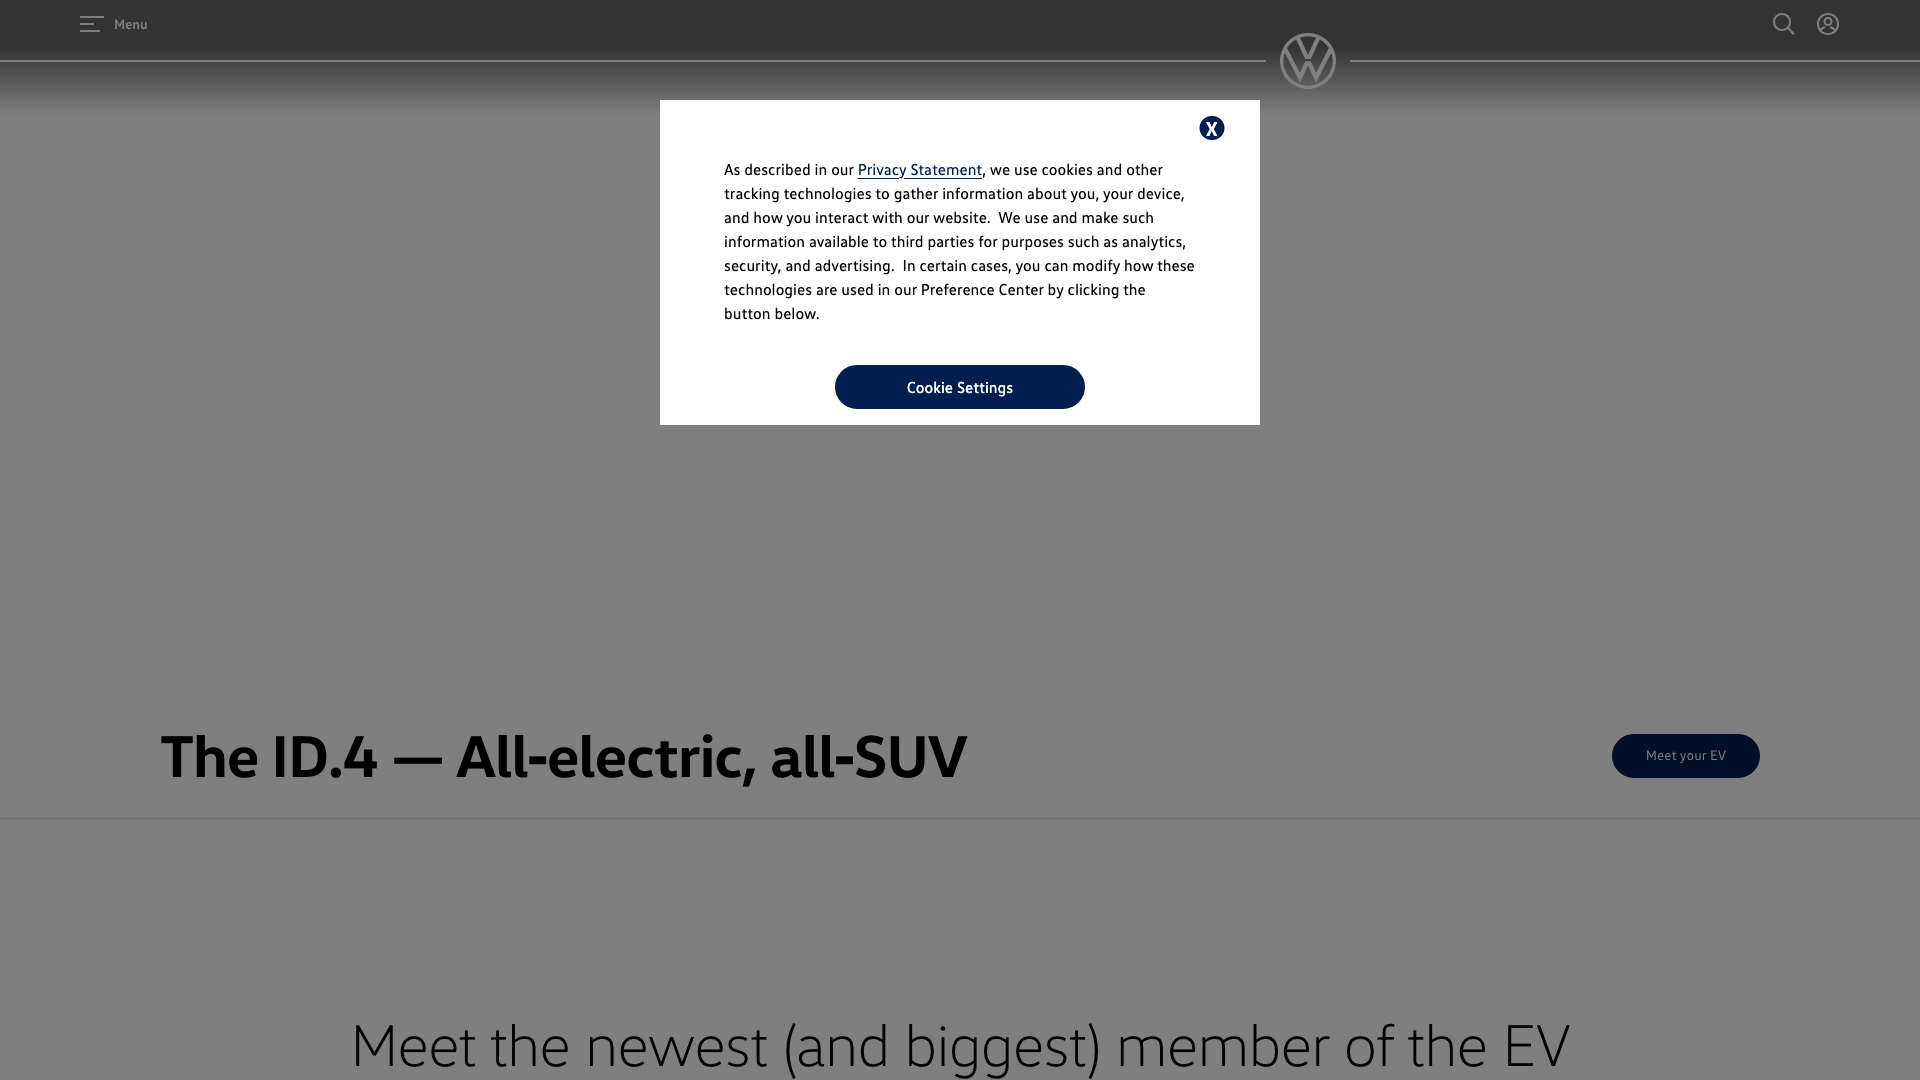 Menu
X
As described in our Privacy Statement, we use cookies and other
tracking technologies to gather information about you, your device,
and how you interact with our website.  We use and make such
information available to third parties for purposes such as analytics,
security, and advertising.  In certain cases, you can modify how these
technologies are used in our Preference Center by clicking the
button below.
Cookie Settings
The ID.4 — All-electric, all-SUV
Meet your EV
Meet the newest (and biggest) member of the EV